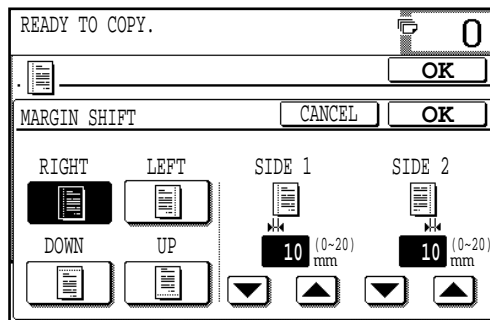 READY TO COPY.
0
OK
MARGIN SHIFT
CANCEL
OK
RIGHT
LEFT
SIDE 1
SIDE 2
DOWN
UP
10
(0~20)
mm
10
(0~20)
mm